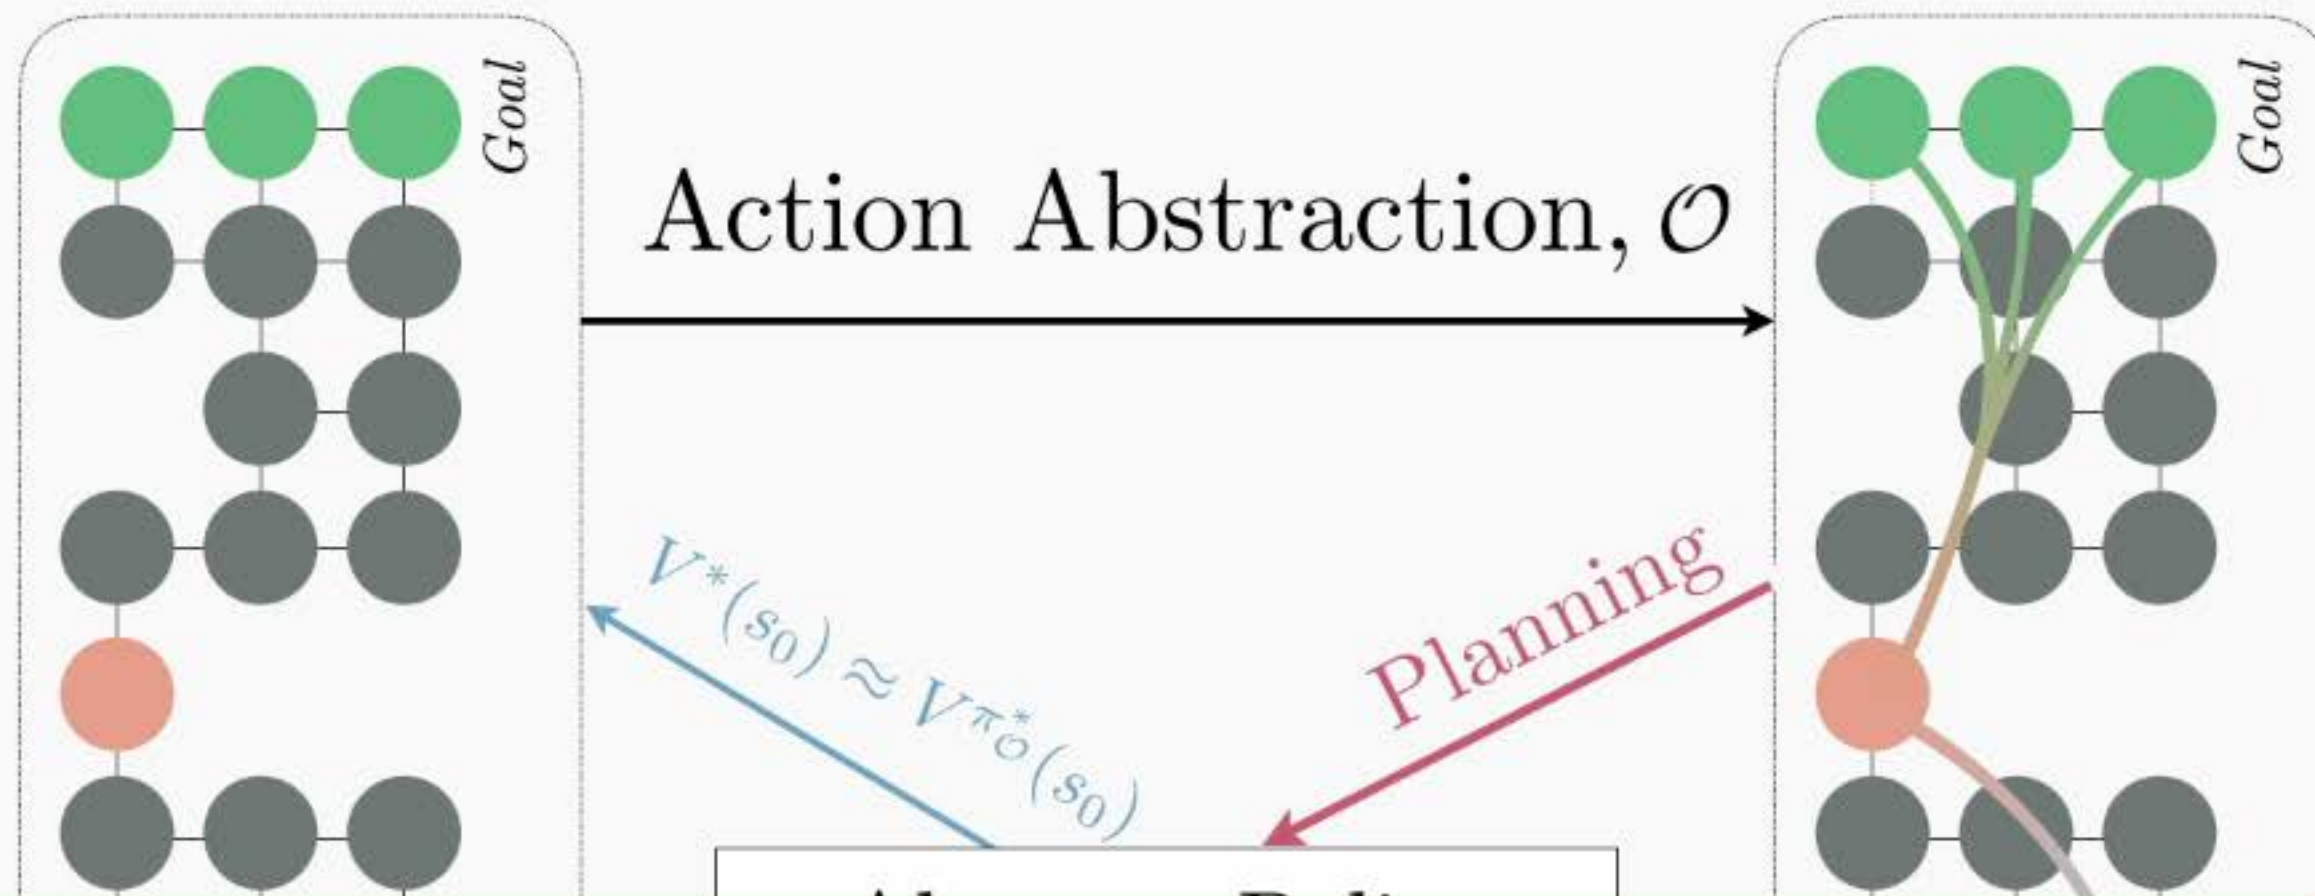 Goal
Action Abstraction, 𝒪
Goal
V*(s₀) ≈ V^{π*_𝒪}(s₀)
Planning